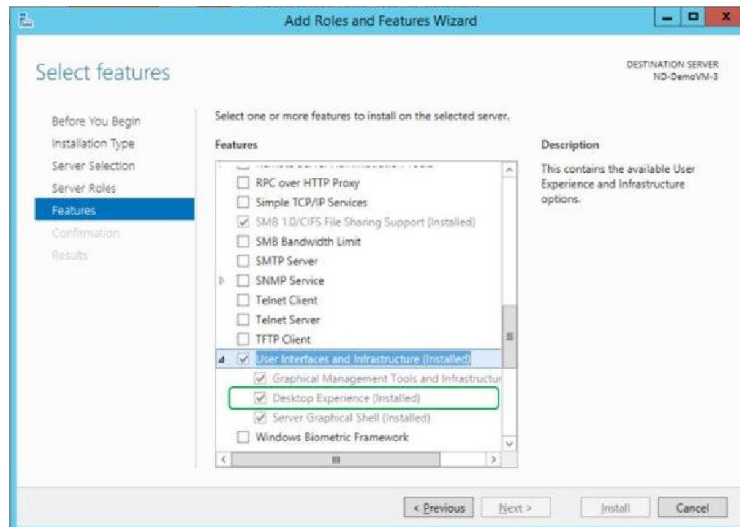 Add Roles and Features Wizard
Select features
DESTINATION SERVER
ND-DemoVM-3
Before You Begin
Installation Type
Server Selection
Server Roles
Features
Confirmation
Results
Select one or more features to install on the selected server.
Features
RPC over HTTP Proxy
Simple TCP/IP Services
SMB 1.0/CIFS File Sharing Support (Installed)
SMB Bandwidth Limit
SMTP Server
SNMP Service
Telnet Client
Telnet Server
TFTP Client
User Interfaces and Infrastructure (Installed)
Graphical Management Tools and Infrastructur
Desktop Experience (Installed)
Server Graphical Shell (Installed)
Windows Biometric Framework
Description
This contains the available User
Experience and Infrastructure
options.
< Previous
Next >
Install
Cancel